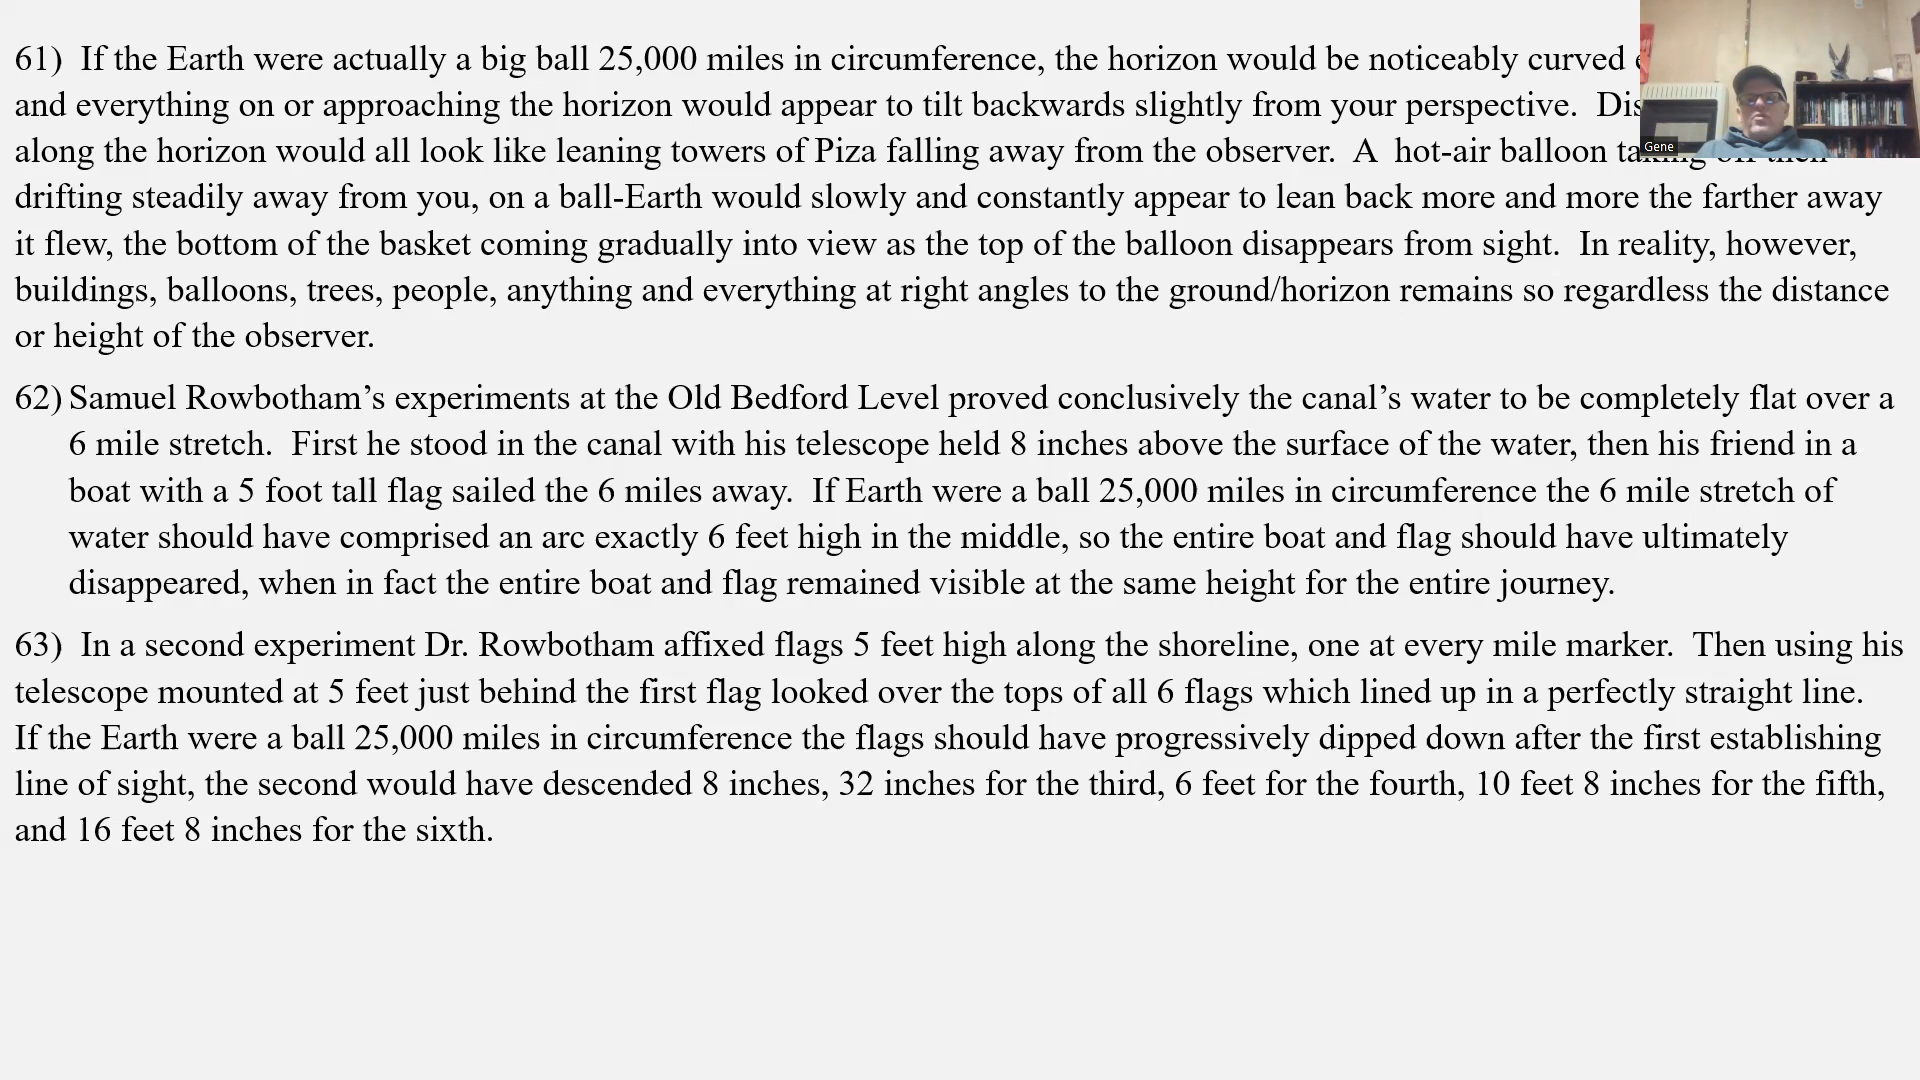 61) If the Earth were actually a big ball 25,000 miles in circumference, the horizon would be noticeably curved
and everything on or approaching the horizon would appear to tilt backwards slightly from your perspective. Dis
along the horizon would all look like leaning towers of Piza falling away from the observer. A hot-air balloon taking off then
drifting steadily away from you, on a ball-Earth would slowly and constantly appear to lean back more and more the farther away
it flew, the bottom of the basket coming gradually into view as the top of the balloon disappears from sight. In reality, however,
buildings, balloons, trees, people, anything and everything at right angles to the ground/horizon remains so regardless the distance
or height of the observer.
62) Samuel Rowbotham’s experiments at the Old Bedford Level proved conclusively the canal’s water to be completely flat over a
6 mile stretch. First he stood in the canal with his telescope held 8 inches above the surface of the water, then his friend in a
boat with a 5 foot tall flag sailed the 6 miles away. If Earth were a ball 25,000 miles in circumference the 6 mile stretch of
water should have comprised an arc exactly 6 feet high in the middle, so the entire boat and flag should have ultimately
disappeared, when in fact the entire boat and flag remained visible at the same height for the entire journey.
63) In a second experiment Dr. Rowbotham affixed flags 5 feet high along the shoreline, one at every mile marker. Then using his
telescope mounted at 5 feet just behind the first flag looked over the tops of all 6 flags which lined up in a perfectly straight line.
If the Earth were a ball 25,000 miles in circumference the flags should have progressively dipped down after the first establishing
line of sight, the second would have descended 8 inches, 32 inches for the third, 6 feet for the fourth, 10 feet 8 inches for the fifth,
and 16 feet 8 inches for the sixth.
Gene